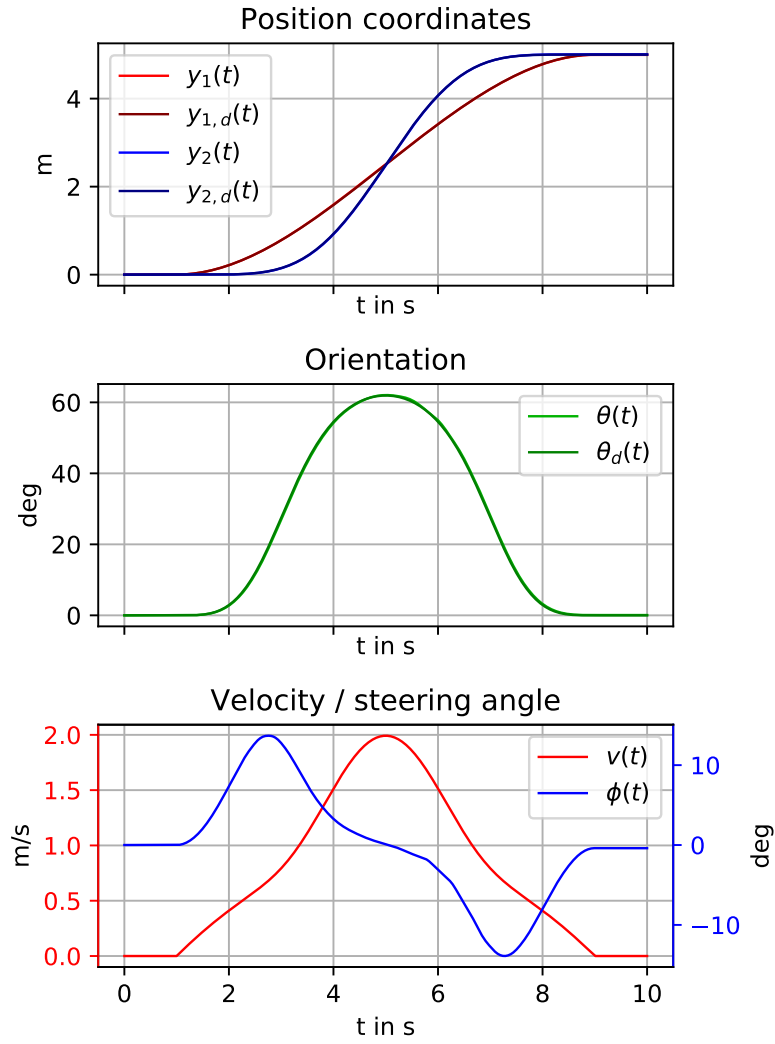 Position coordinates
y₁(t)
y₁,d(t)
y₂(t)
y₂,d(t)
4
2
0
m
t in s
Orientation
θ(t)
θd(t)
60
40
20
0
deg
t in s
Velocity / steering angle
v(t)
ϕ(t)
2.0
1.5
1.0
0.5
0.0
m/s
10
0
−10
deg
0 2 4 6 8 10
t in s